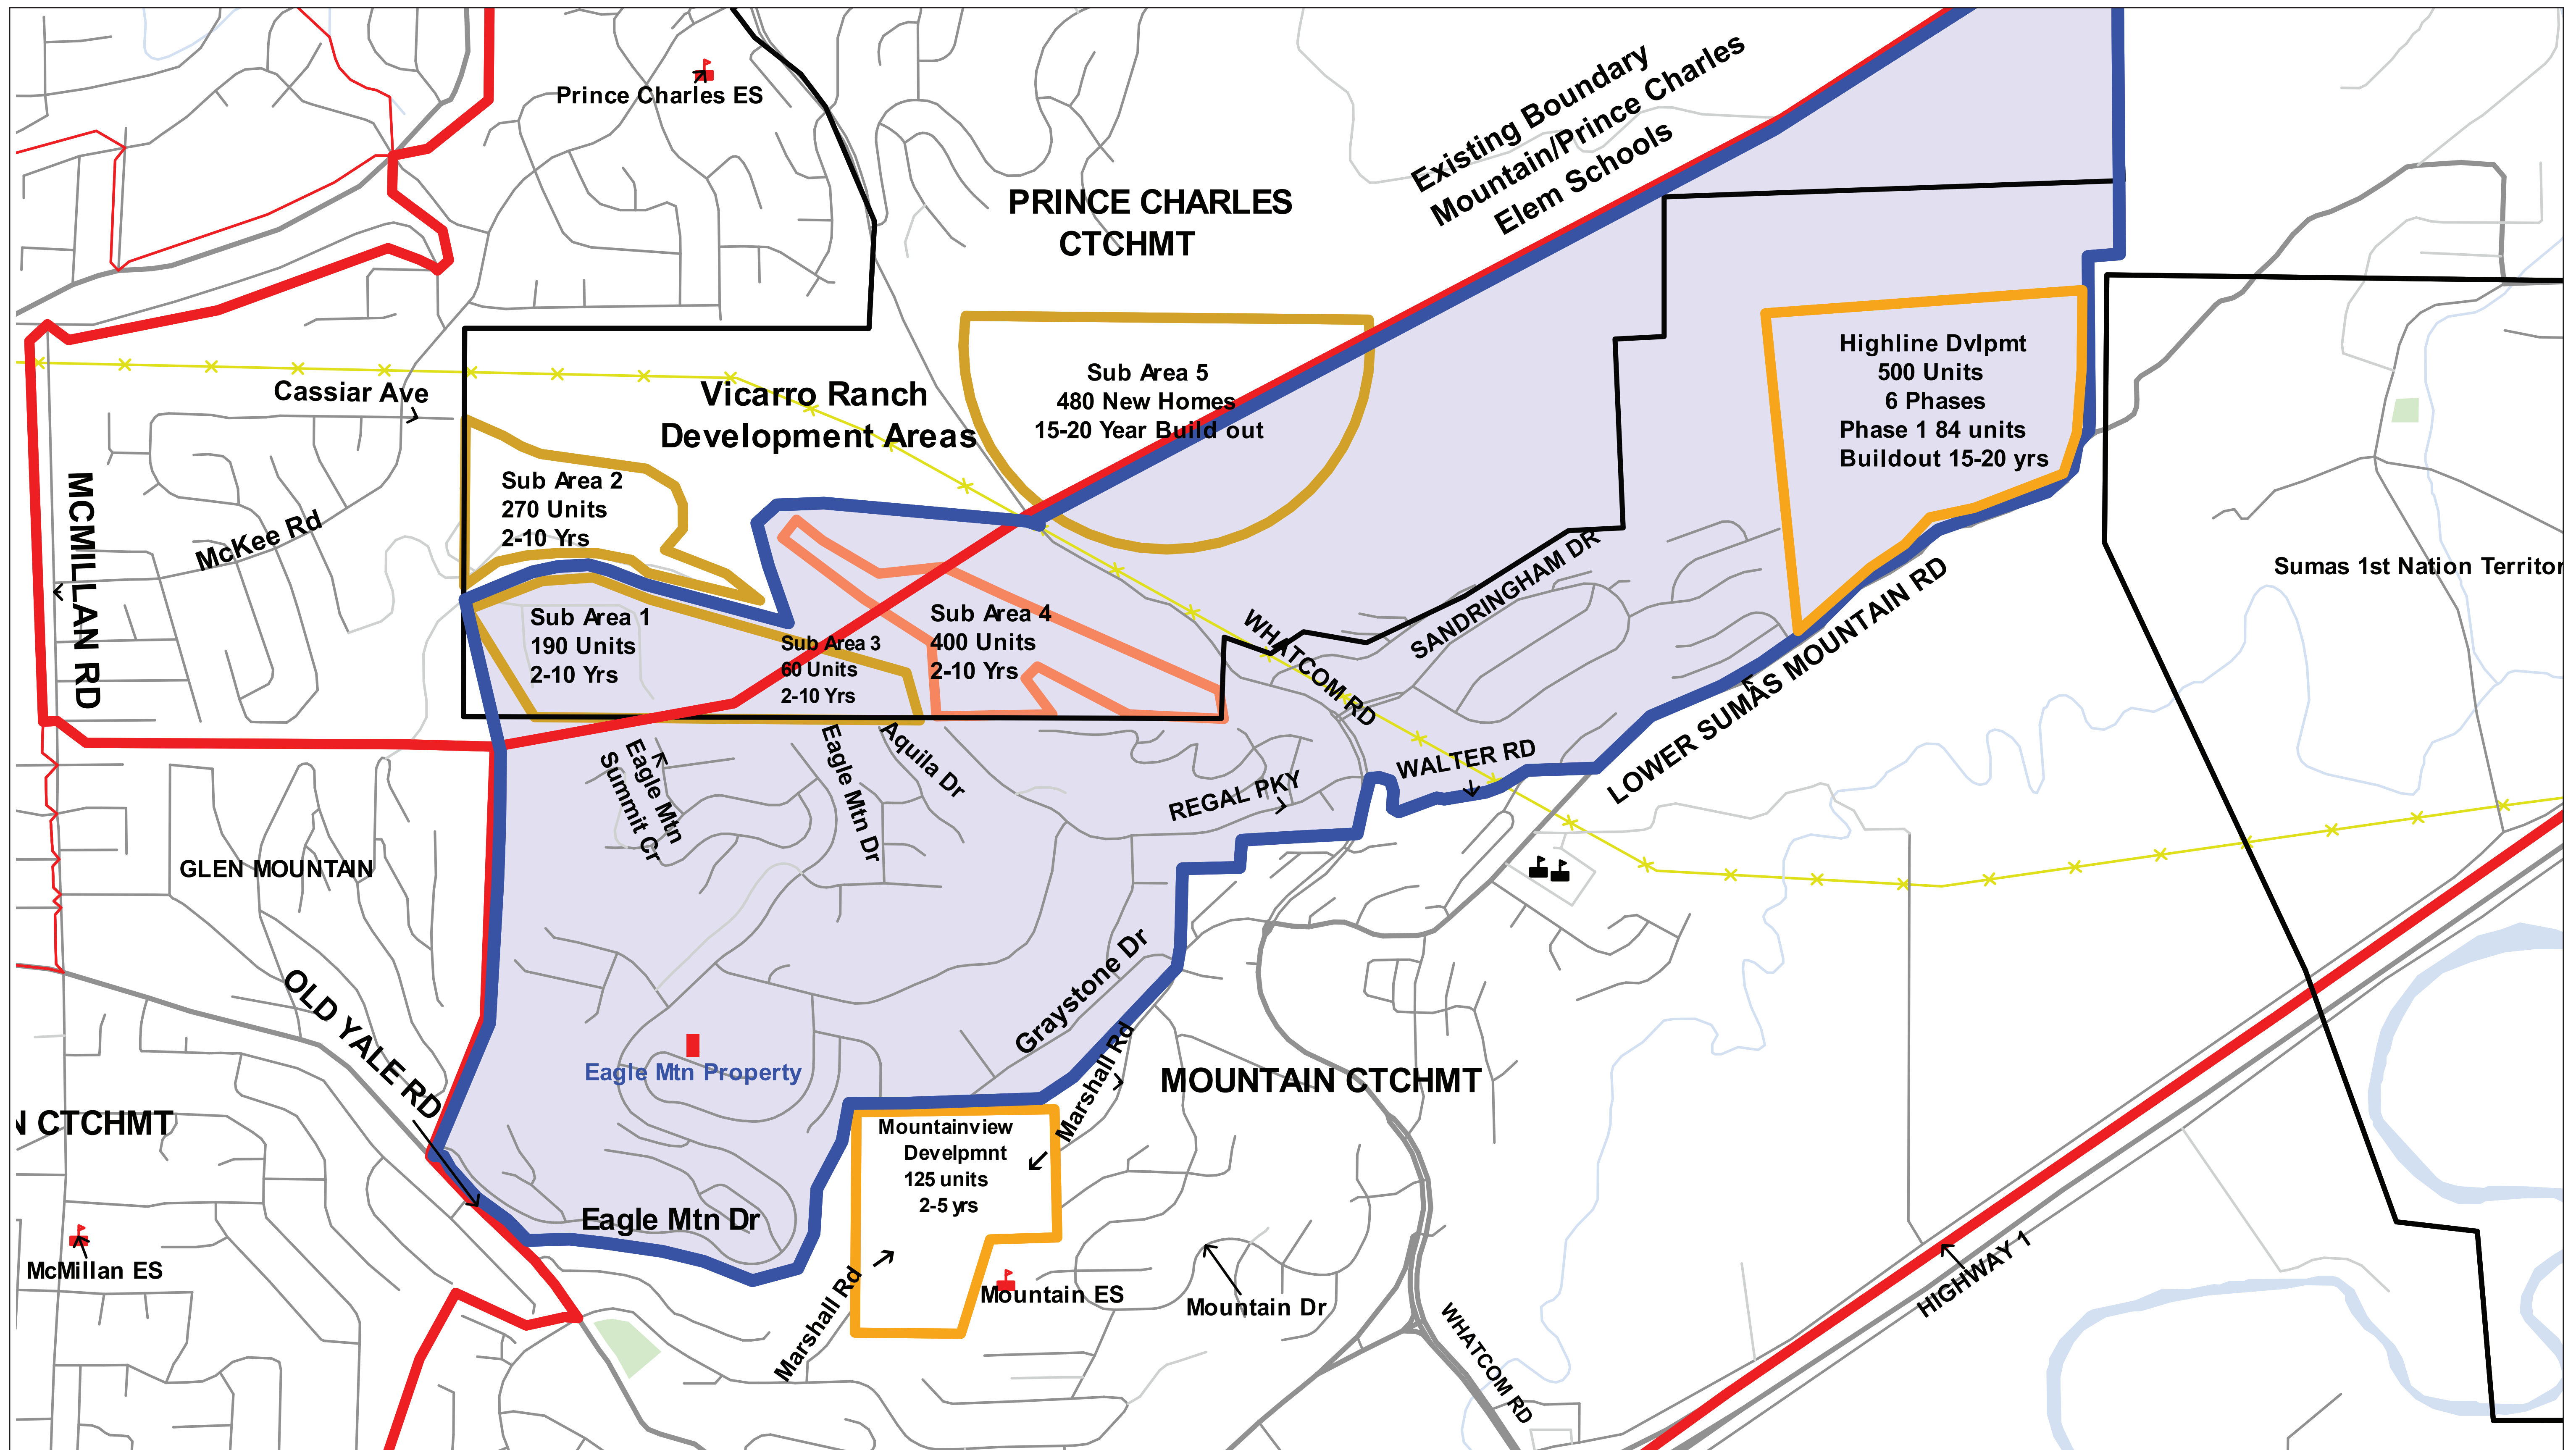 Prince Charles ES
Existing Boundary
Mountain/Prince Charles
Elem Schools
PRINCE CHARLES
CTCHMT
Cassiar Ave
Vicarro Ranch
Development Areas
Sub Area 5
480 New Homes
15-20 Year Build out
Highline Dvlpmt
500 Units
6 Phases
Phase 1 84 units
Buildout 15-20 yrs
MCMILLAN RD
McKee Rd
Sub Area 2
270 Units
2-10 Yrs
Sumas 1st Nation Territor
Sub Area 1
190 Units
2-10 Yrs
Sub Area 3
60 Units
2-10 Yrs
Sub Area 4
400 Units
2-10 Yrs
WHATCOM RD
SANDRINGHAM DR
LOWER SUMAS MOUNTAIN RD
Eagle Mtn
Summit Cr
Eagle Mtn Dr
Aquila Dr
REGAL PKY
WALTER RD
GLEN MOUNTAIN
OLD YALE RD
Graystone Dr
Eagle Mtn Property
Marshall Rd
MOUNTAIN CTCHMT
N CTCHMT
Mountainview
Develpmnt
125 units
2-5 yrs
Eagle Mtn Dr
McMillan ES
Marshall Rd
Mountain ES
Mountain Dr
HIGHWAY 1
WHATCOM RD